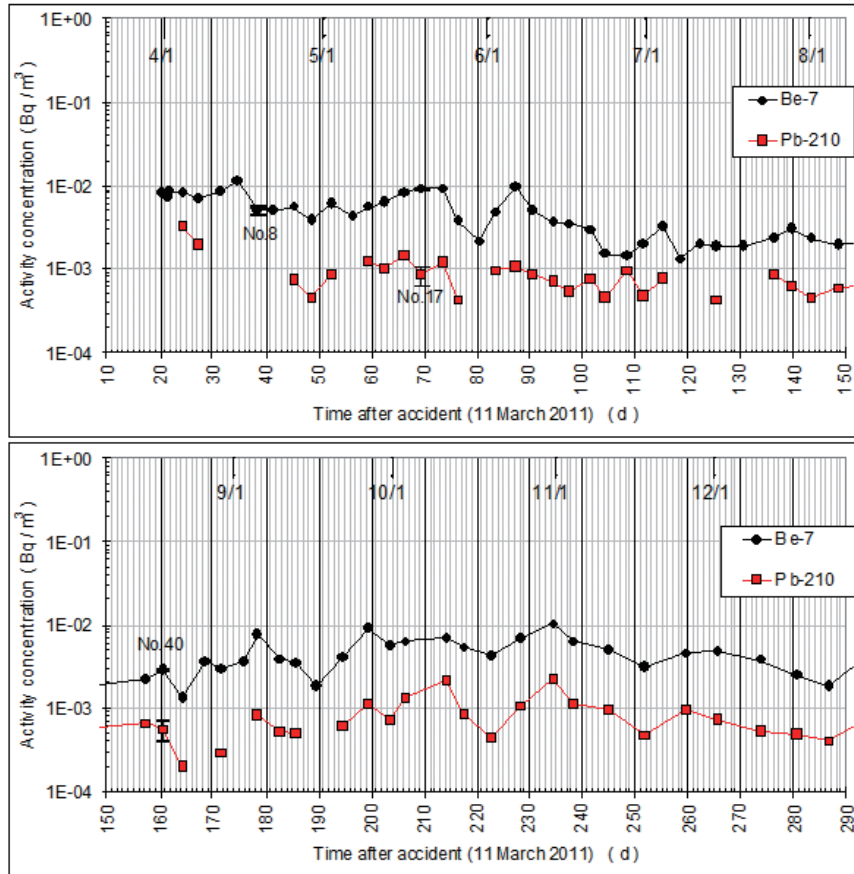 1E+00
4/1 5/1 6/1 7/1 8/1
1E-01
Be-7
Pb-210
1E-02
No.8
1E-03
No.17
1E-04
Activity concentration ( Bq / m³ )
10 20 30 40 50 60 70 80 90 100 110 120 130 140 150
Time after accident (11 March 2011) ( d )
1E+00
9/1 10/1 11/1 12/1
1E-01
Be-7
Pb-210
1E-02
No.40
1E-03
1E-04
Activity concentration ( Bq / m³ )
150 160 170 180 190 200 210 220 230 240 250 260 270 280 290
Time after accident (11 March 2011) ( d )